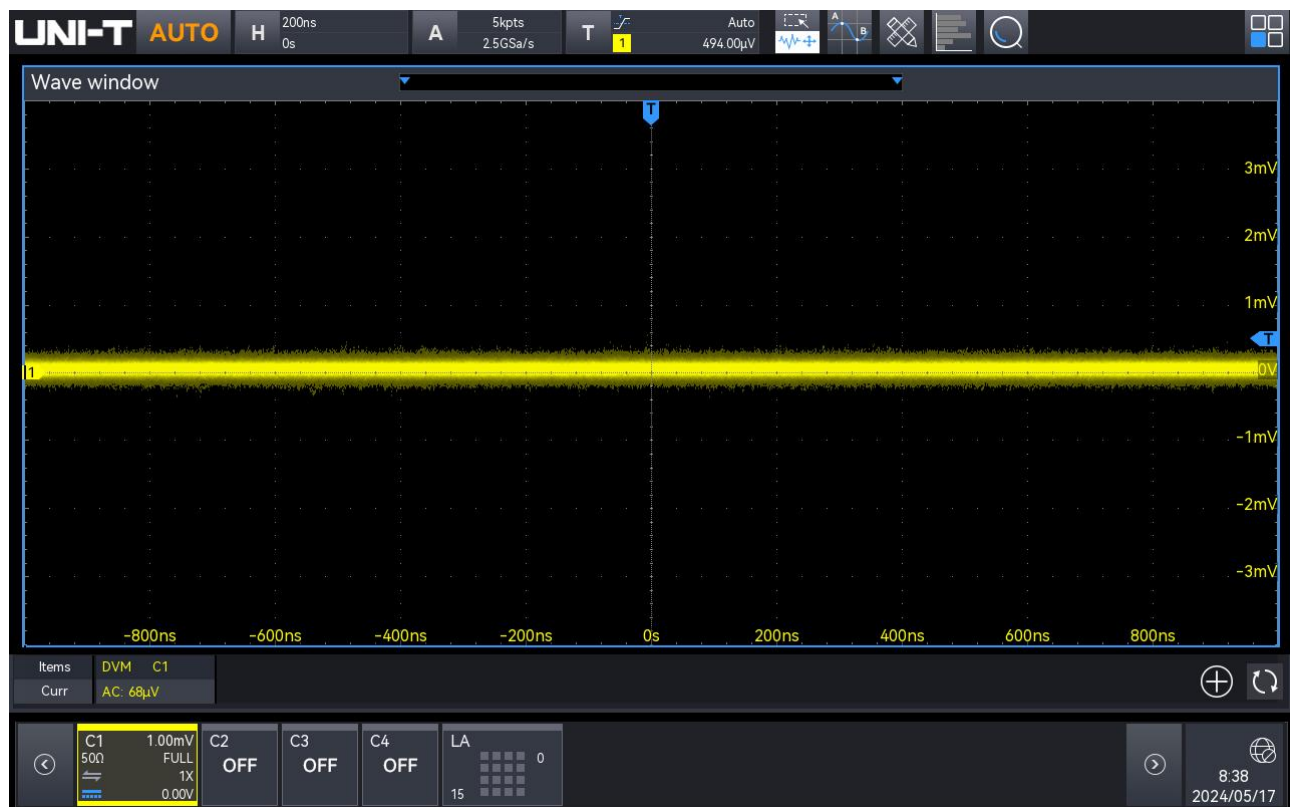 UNI-T AUTO H 200ns A 5kpts T Auto
0s 2.5GSa/s 1 494.00μV
A B
Wave window
T
3mV
2mV
1mV
T
1 0V
-1mV
-2mV
-3mV
-800ns -600ns -400ns -200ns 0s 200ns 400ns 600ns 800ns
Items DVM C1
Curr AC: 68μV
C1 1.00mV C2 C3 C4 LA
50Ω FULL OFF OFF OFF 0
1X 8:38
0.00V 15 2024/05/17